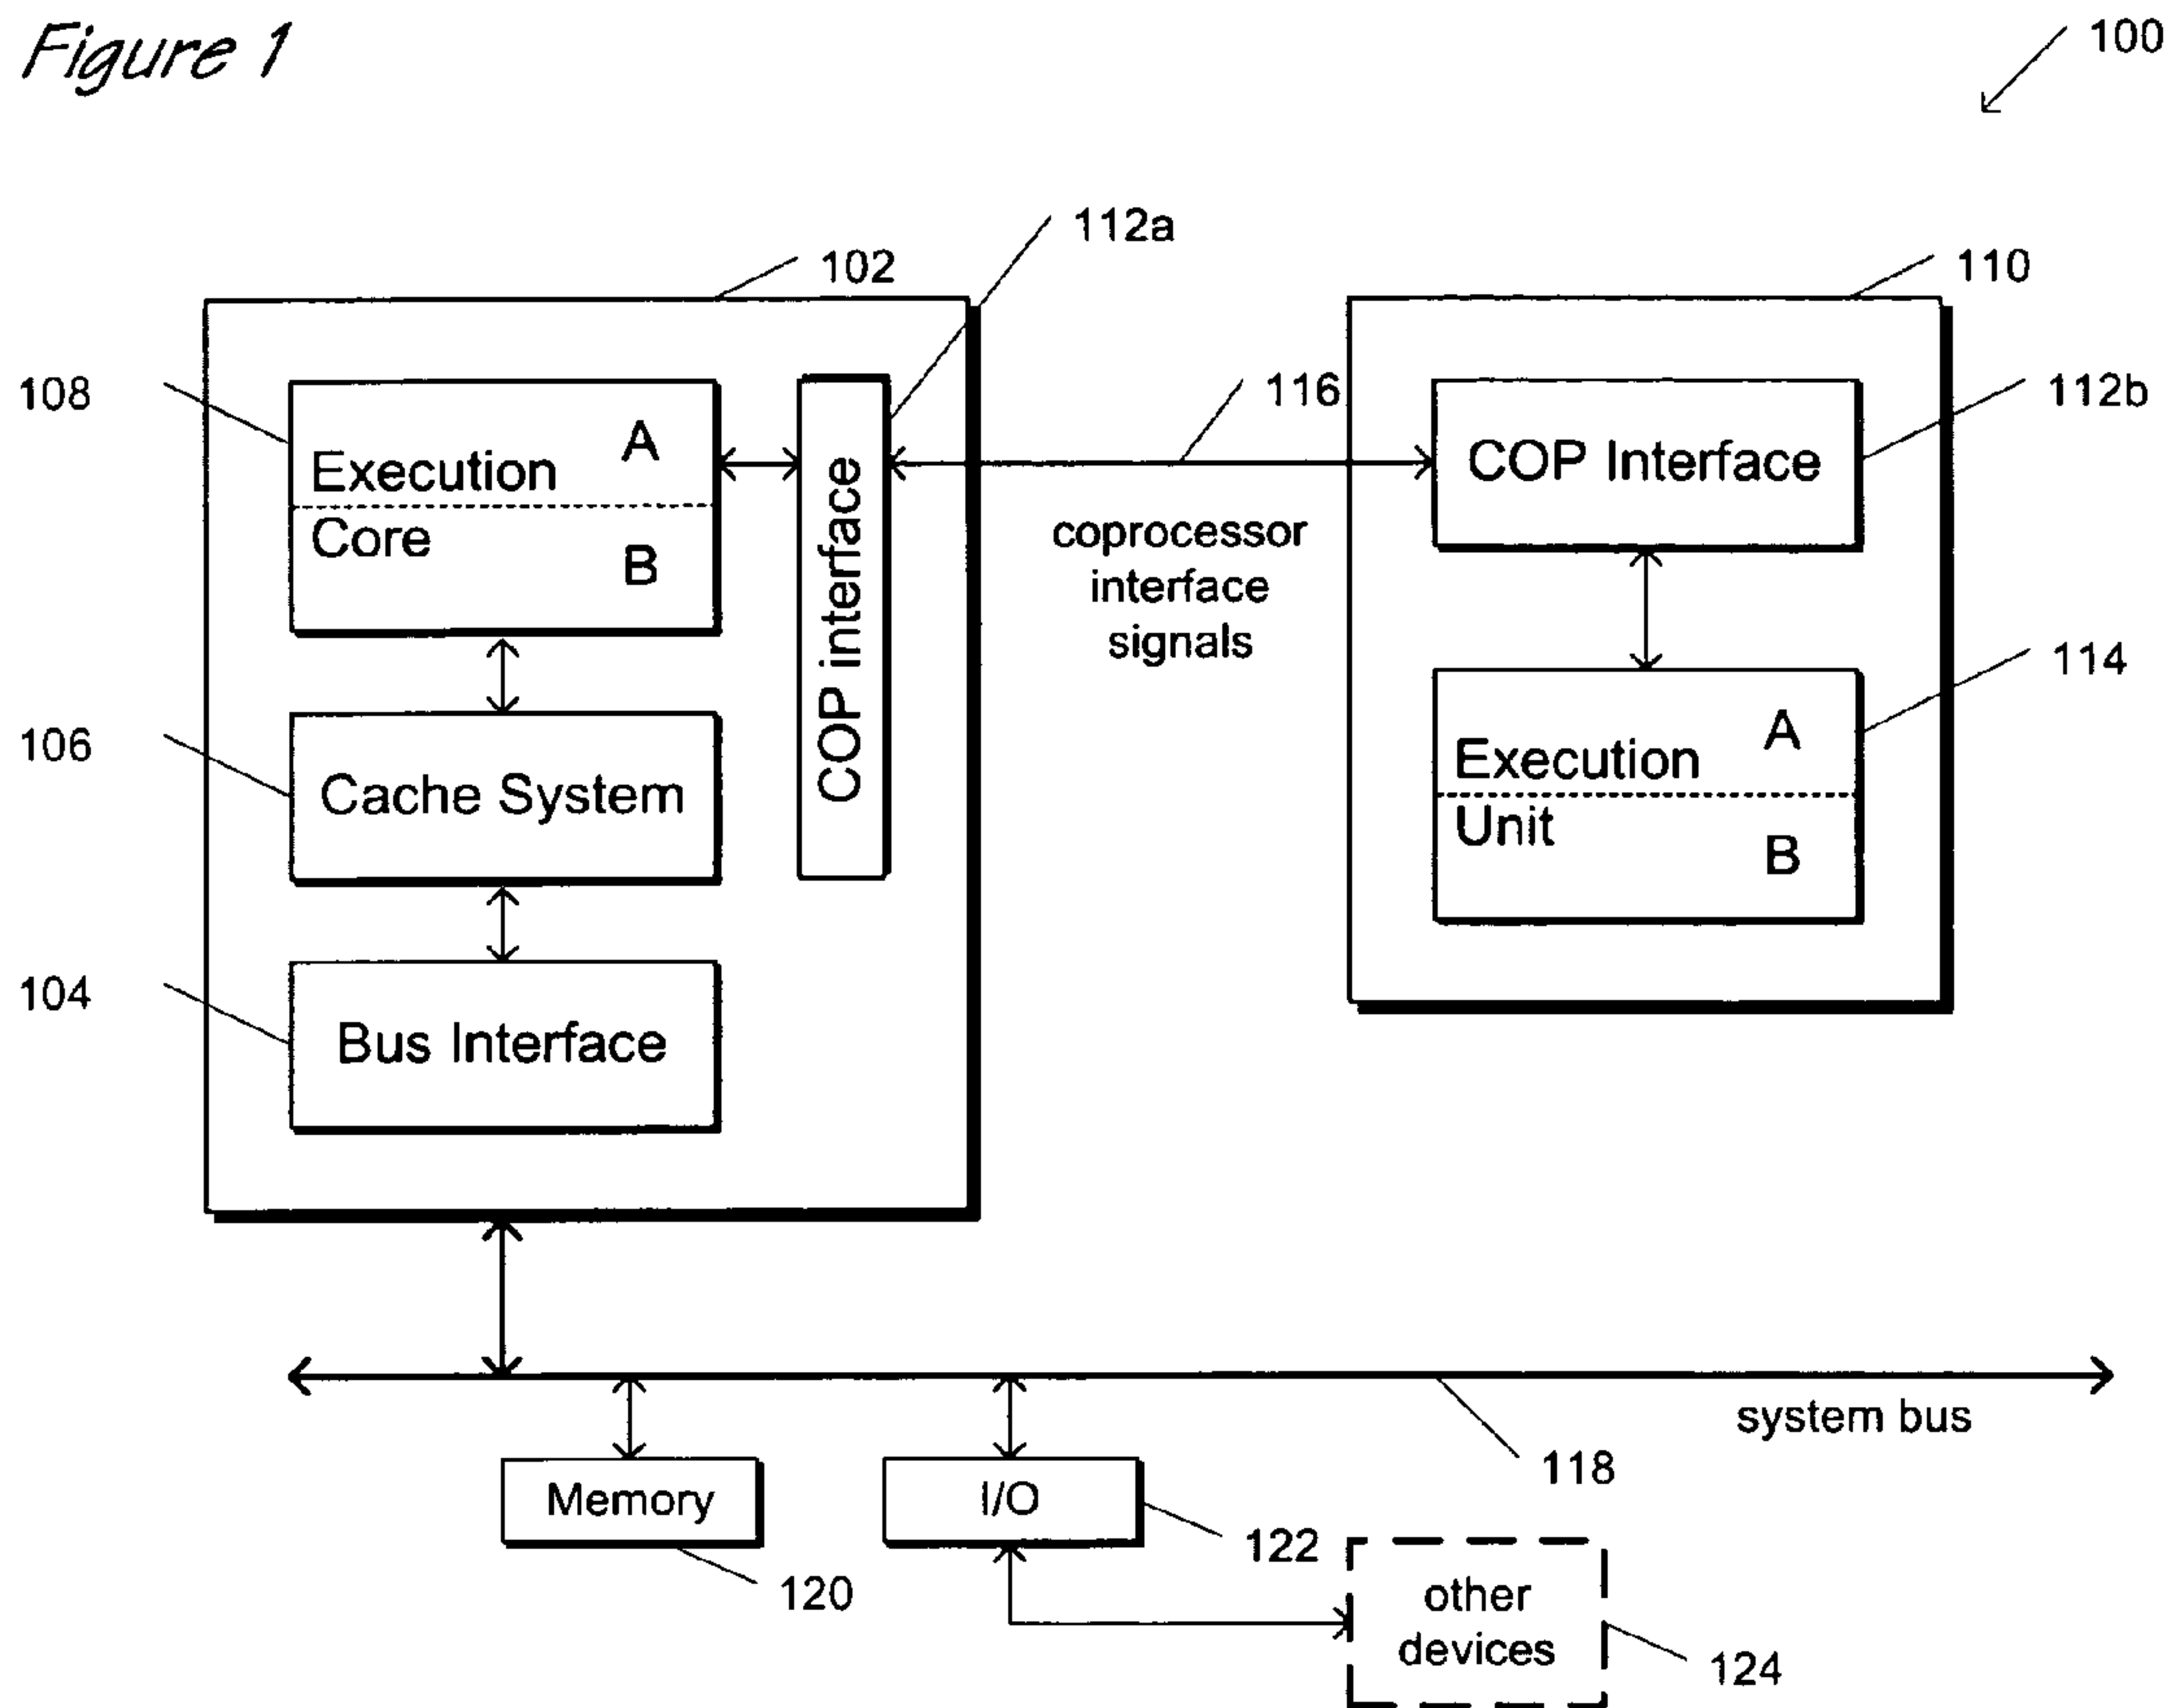 Figure 1
100
112a
102
110
108
A
Execution
Core
B
COP interface
116
coprocessor
interface
signals
COP Interface
112b
114
A
Execution
Unit
B
106
Cache System
104
Bus Interface
system bus
118
Memory
120
I/O
122
other
devices
124